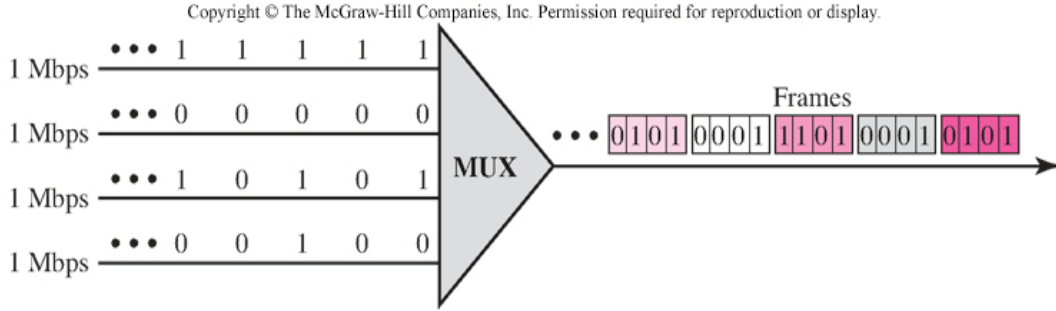 Copyright © The McGraw-Hill Companies, Inc. Permission required for reproduction or display.
1 Mbps ••• 1 1 1 1 1
1 Mbps ••• 0 0 0 0 0
1 Mbps ••• 1 0 1 0 1
1 Mbps ••• 0 0 1 0 0
MUX
Frames
••• 0101 0001 1101 0001 0101